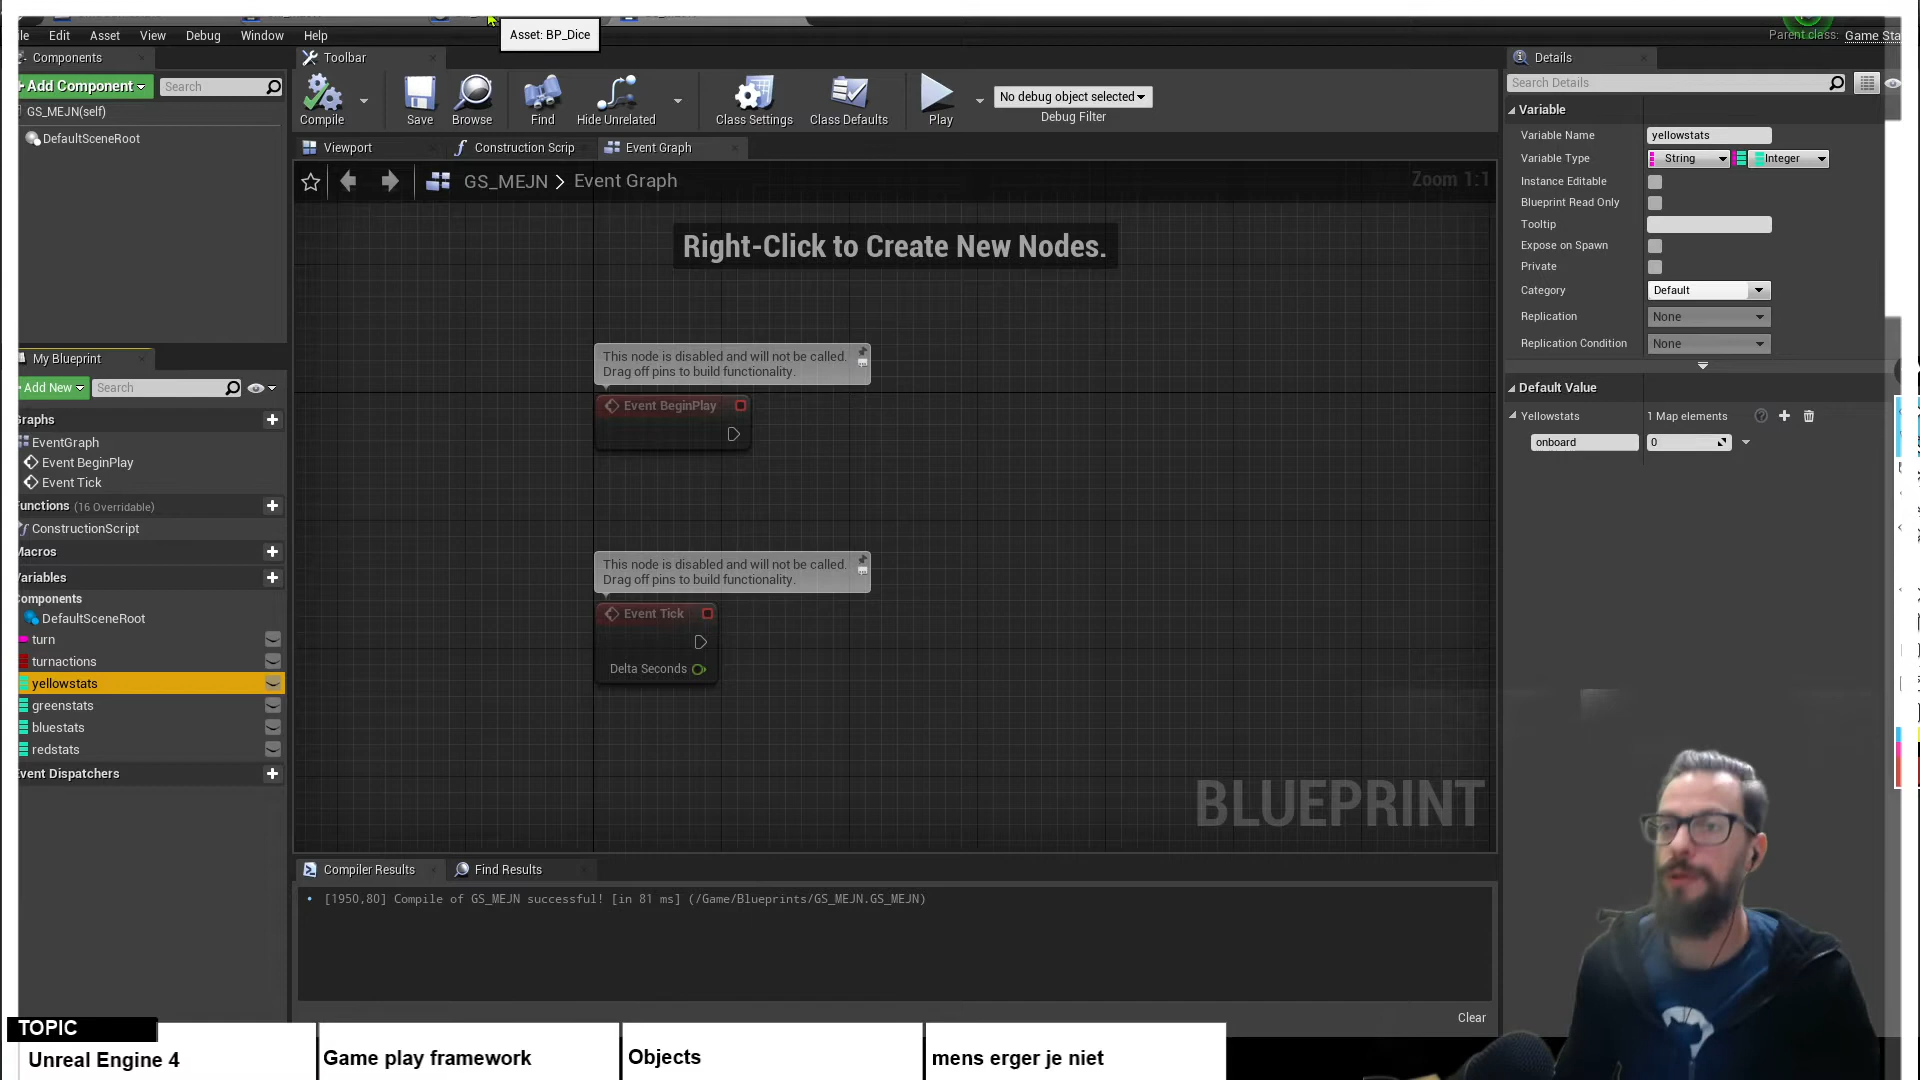 Asset: BP_Dice
le Edit Asset View Debug Window Help
Parent class: Game Sta
Components
Add Component
Search
GS_MEJN(self)
DefaultSceneRoot
My Blueprint
Add New
Search
Graphs
EventGraph
Event BeginPlay
Event Tick
Functions (16 Overridable)
ConstructionScript
Macros
Variables
Components
DefaultSceneRoot
turn
turnactions
yellowstats
greenstats
bluestats
redstats
Event Dispatchers
Toolbar
Compile
Save
Browse
Find
Hide Unrelated
Class Settings
Class Defaults
Play
No debug object selected
Debug Filter
Viewport
Construction Scrip
Event Graph
GS_MEJN > Event Graph
Zoom 1:1
Right-Click to Create New Nodes.
This node is disabled and will not be called.
Drag off pins to build functionality.
Event BeginPlay
This node is disabled and will not be called.
Drag off pins to build functionality.
Event Tick
Delta Seconds
BLUEPRINT
Compiler Results
Find Results
[1950,80] Compile of GS_MEJN successful! [in 81 ms] (/Game/Blueprints/GS_MEJN.GS_MEJN)
Clear
Details
Search Details
Variable
Variable Name yellowstats
Variable Type String Integer
Instance Editable
Blueprint Read Only
Tooltip
Expose on Spawn
Private
Category Default
Replication None
Replication Condition None
Default Value
Yellowstats 1 Map elements
onboard 0
TOPIC
Unreal Engine 4
Game play framework
Objects
mens erger je niet